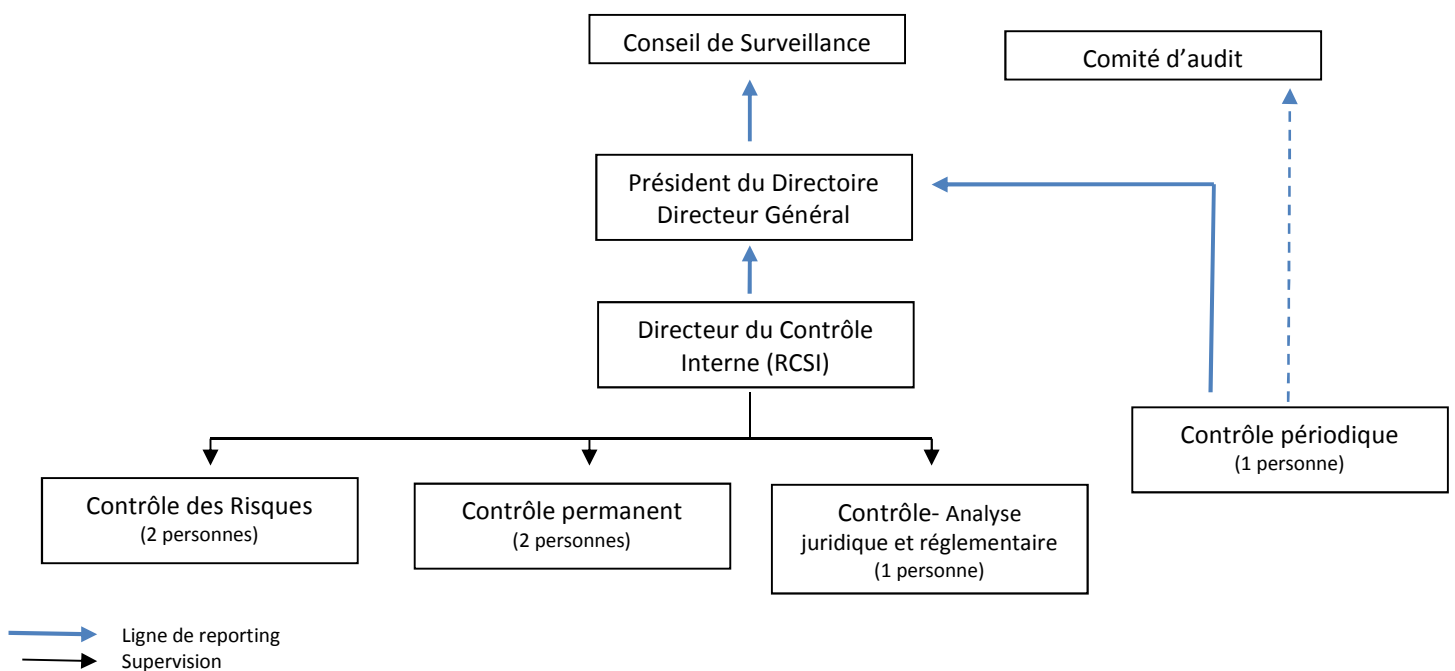 Conseil de Surveillance
Comité d’audit
Président du Directoire
Directeur Général
Directeur du Contrôle
Interne (RCSI)
Contrôle périodique
(1 personne)
Contrôle des Risques
(2 personnes)
Contrôle permanent
(2 personnes)
Contrôle- Analyse
juridique et réglementaire
(1 personne)
Ligne de reporting
Supervision